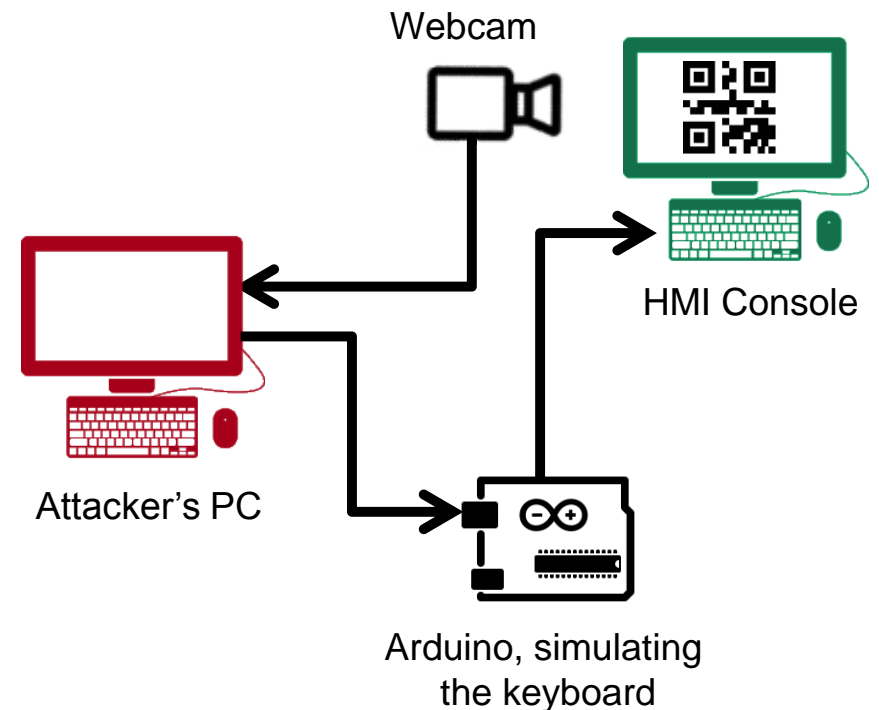 Webcam
HMI Console
Attacker’s PC
Arduino, simulating
the keyboard